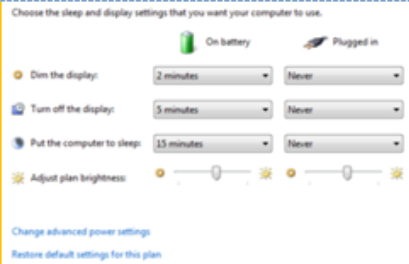 Choose the sleep and display settings that you want your computer to use.
On battery Plugged in
Dim the display: 2 minutes Never
Turn off the display: 5 minutes Never
Put the computer to sleep: 15 minutes Never
Adjust plan brightness:
Change advanced power settings
Restore default settings for this plan